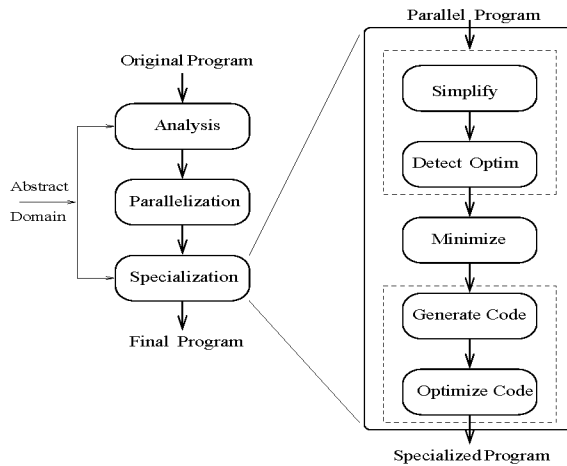 Original Program
Analysis
Abstract
Domain
Parallelization
Specialization
Final Program
Parallel Program
Simplify
Detect Optim
Minimize
Generate Code
Optimize Code
Specialized Program